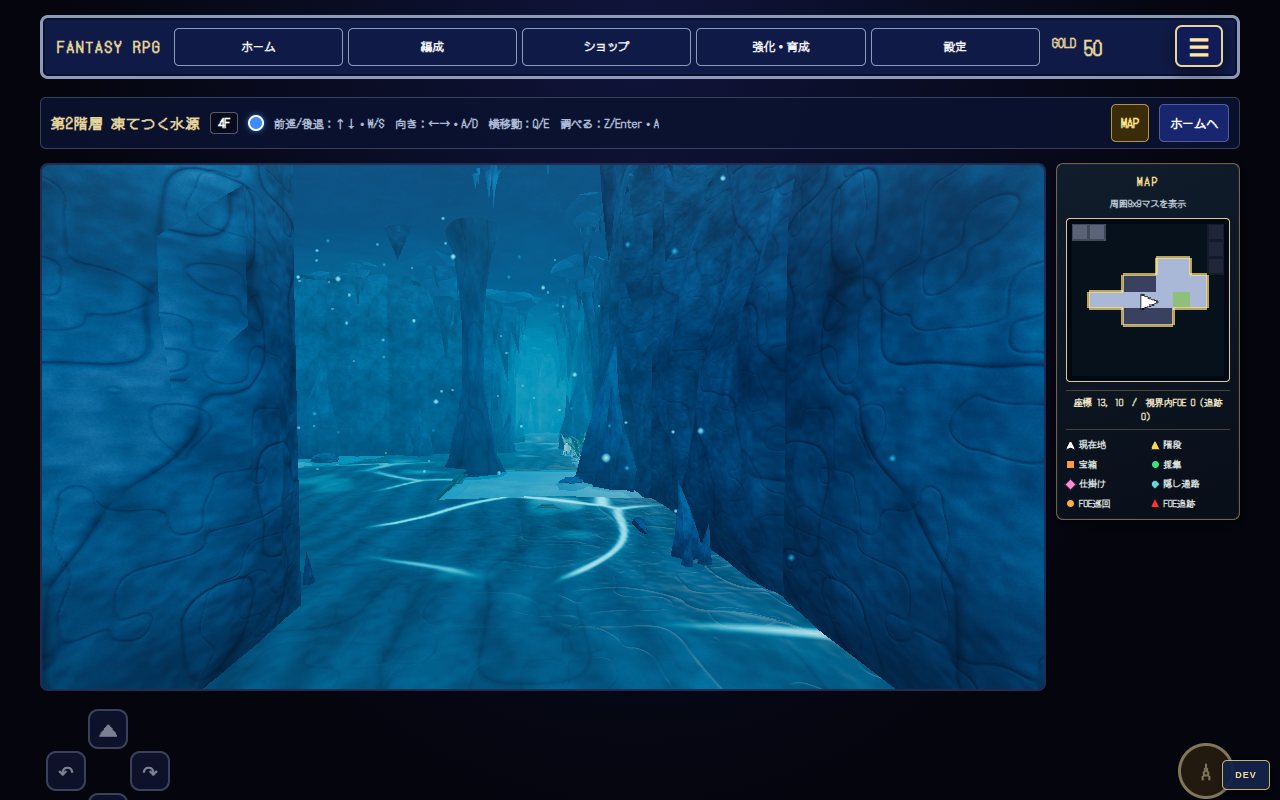 FANTASY RPG
ホーム
編成
ショップ
強化・育成
設定
GOLD 50
第2階層 凍てつく水源
4F
前進/後退：↑↓・W/S 向き：←→・A/D 横移動：Q/E 調べる：Z/Enter・A
MAP
ホームへ
MAP
周囲9x9マスを表示
座標 13, 10 / 視界内FOE 0（追跡
0）
現在地
階段
宝箱
採集
仕掛け
隠し通路
FOE巡回
FOE追跡
A
DEV